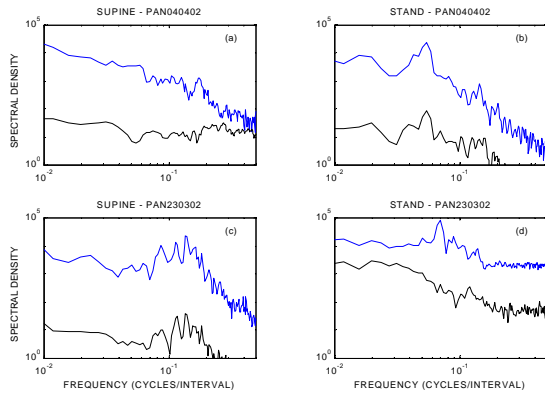 SUPINE - PAN040402
STAND - PAN040402
10^5
(a)
SPECTRAL DENSITY
10^0
10^-2
10^-1
10^5
(b)
10^0
10^-2
10^-1
SUPINE - PAN230302
STAND - PAN230302
10^5
(c)
SPECTRAL DENSITY
10^0
10^-2
10^-1
FREQUENCY (CYCLES/INTERVAL)
10^5
(d)
10^0
10^-2
10^-1
FREQUENCY (CYCLES/INTERVAL)